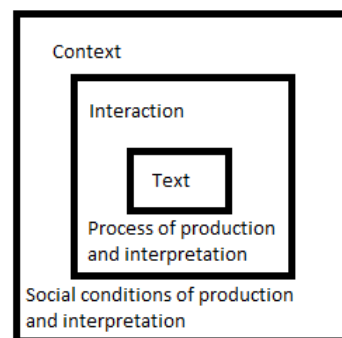 Context
Interaction
Text
Process of production
and interpretation
Social conditions of production
and interpretation